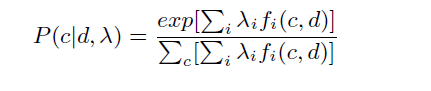 P(c|d, λ) = exp[∑_i λ_i f_i(c, d)] / ∑_c[∑_i λ_i f_i(c, d)]